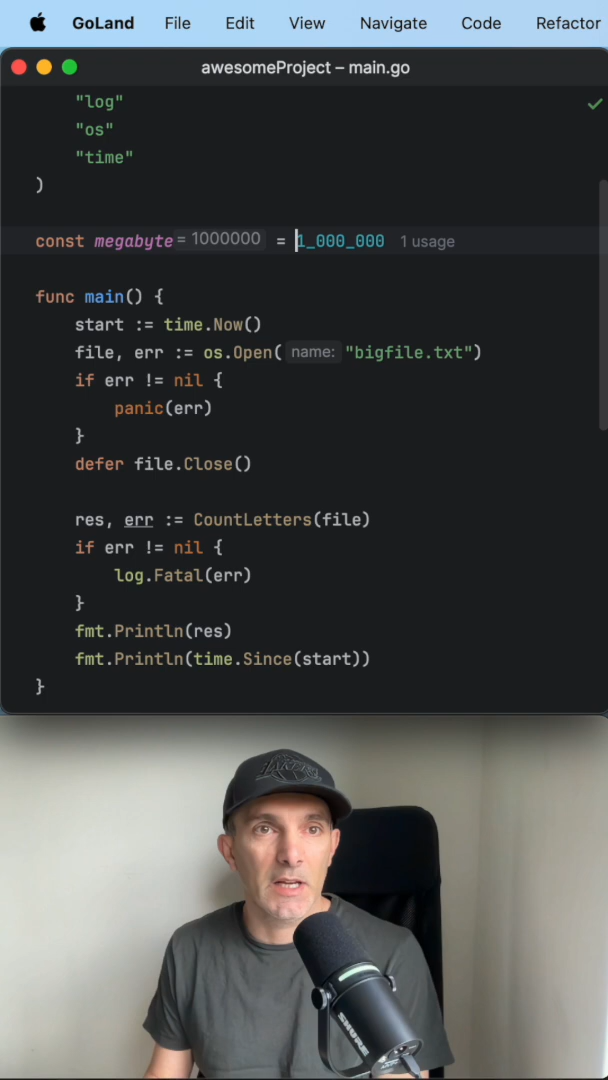 GoLand File Edit View Navigate Code Refactor
awesomeProject – main.go
"log"
"os"
"time"
)
const megabyte = 1000000 = 1_000_000 1 usage
func main() {
start := time.Now()
file, err := os.Open( name: "bigfile.txt")
if err != nil {
panic(err)
}
defer file.Close()
res, err := CountLetters(file)
if err != nil {
log.Fatal(err)
}
fmt.Println(res)
fmt.Println(time.Since(start))
}
LAKERS
SHURE